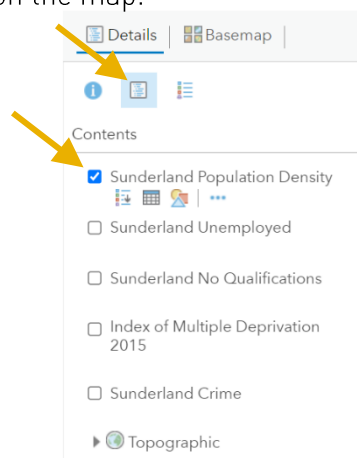 on the map.
Details
Basemap
Contents
Sunderland Population Density
Sunderland Unemployed
Sunderland No Qualifications
Index of Multiple Deprivation
2015
Sunderland Crime
Topographic